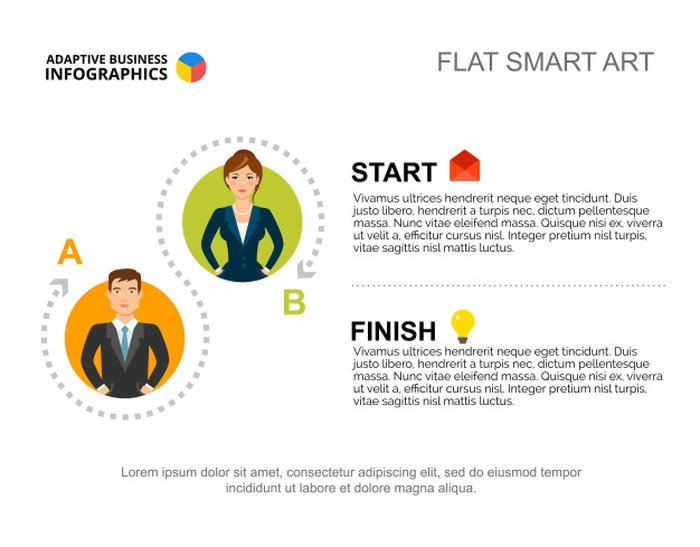 ADAPTIVE BUSINESS
INFOGRAPHICS
FLAT SMART ART
A
B
START
Vivamus ultrices hendrerit neque eget tincidunt. Duis
justo libero, hendrerit a turpis nec, dictum pellentesque
massa. Nunc vitae eleifend massa. Quisque nisi ex, viverra
ut velit a, efficitur cursus nisl. Integer pretium nisl turpis,
vitae sagittis nisl mattis luctus.
FINISH
Vivamus ultrices hendrerit neque eget tincidunt. Duis
justo libero, hendrerit a turpis nec, dictum pellentesque
massa. Nunc vitae eleifend massa. Quisque nisi ex, viverra
ut velit a, efficitur cursus nisl. Integer pretium nisl turpis,
vitae sagittis nisl mattis luctus.
Lorem ipsum dolor sit amet, consectetur adipiscing elit, sed do eiusmod tempor
incididunt ut labore et dolore magna aliqua.